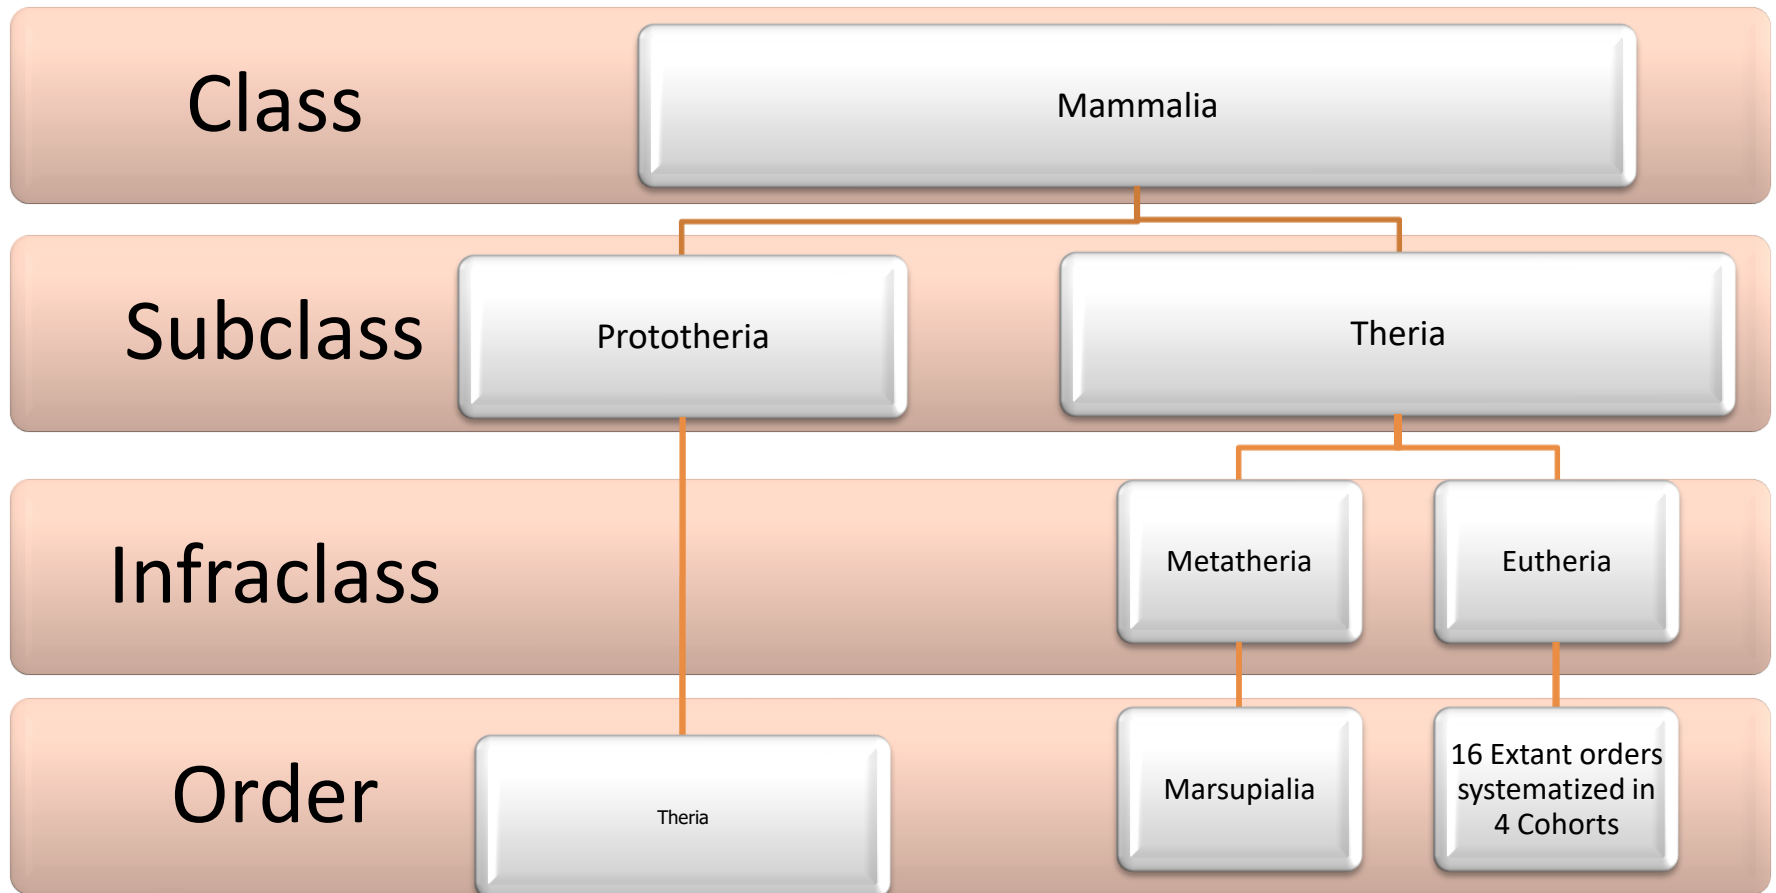 Class
Mammalia
Subclass
Prototheria
Theria
Infraclass
Metatheria
Eutheria
Order
Theria
Marsupialia
16 Extant orders
systematized in
4 Cohorts